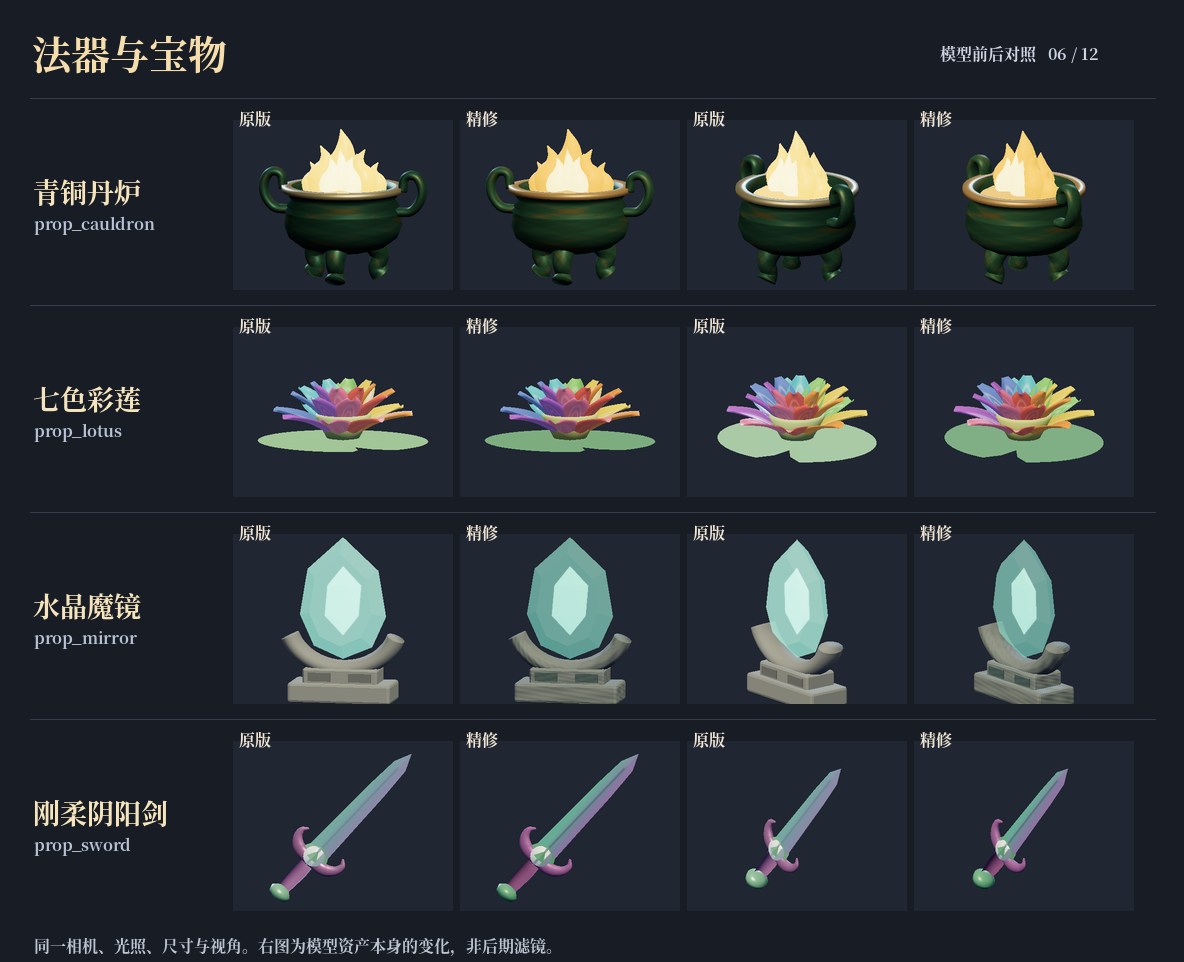 法器与宝物
模型前后对照 06 / 12
原版 精修 原版 精修
青铜丹炉
prop_cauldron
原版 精修 原版 精修
七色彩莲
prop_lotus
原版 精修 原版 精修
水晶魔镜
prop_mirror
原版 精修 原版 精修
刚柔阴阳剑
prop_sword
同一相机、光照、尺寸与视角。右图为模型资产本身的变化，非后期滤镜。